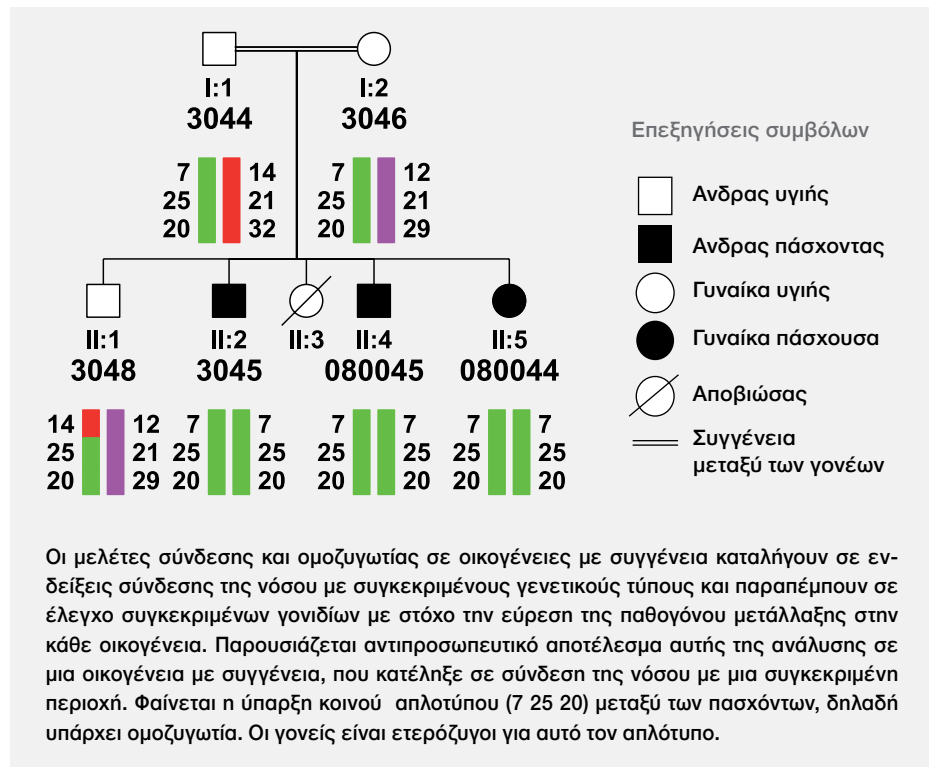 I:1 I:2
3044 3046
7 14 7 12
25 21 25 21
20 32 20 29
II:1 II:2 II:3 II:4 II:5
3048 3045 080045 080044
14 12 7 7 7 7 7 7
25 21 25 25 25 25 25 25
20 29 20 20 20 20 20 20
Επεξηγήσεις συμβόλων
Ανδρας υγιής
Ανδρας πάσχοντας
Γυναίκα υγιής
Γυναίκα πάσχουσα
Αποβιώσας
Συγγένεια
μεταξύ των γονέων
Οι μελέτες σύνδεσης και ομοζυγωτίας σε οικογένειες με συγγένεια καταλήγουν σε εν-
δείξεις σύνδεσης της νόσου με συγκεκριμένους γενετικούς τύπους και παραπέμπουν σε
έλεγχο συγκεκριμένων γονιδίων με στόχο την εύρεση της παθογόνου μετάλλαξης στην
κάθε οικογένεια. Παρουσιάζεται αντιπροσωπευτικό αποτέλεσμα αυτής της ανάλυσης σε
μια οικογένεια με συγγένεια, που κατέληξε σε σύνδεση της νόσου με μια συγκεκριμένη
περιοχή. Φαίνεται η ύπαρξη κοινού απλοτύπου (7 25 20) μεταξύ των πασχόντων, δηλαδή
υπάρχει ομοζυγωτία. Οι γονείς είναι ετερόζυγοι για αυτό τον απλότυπο.